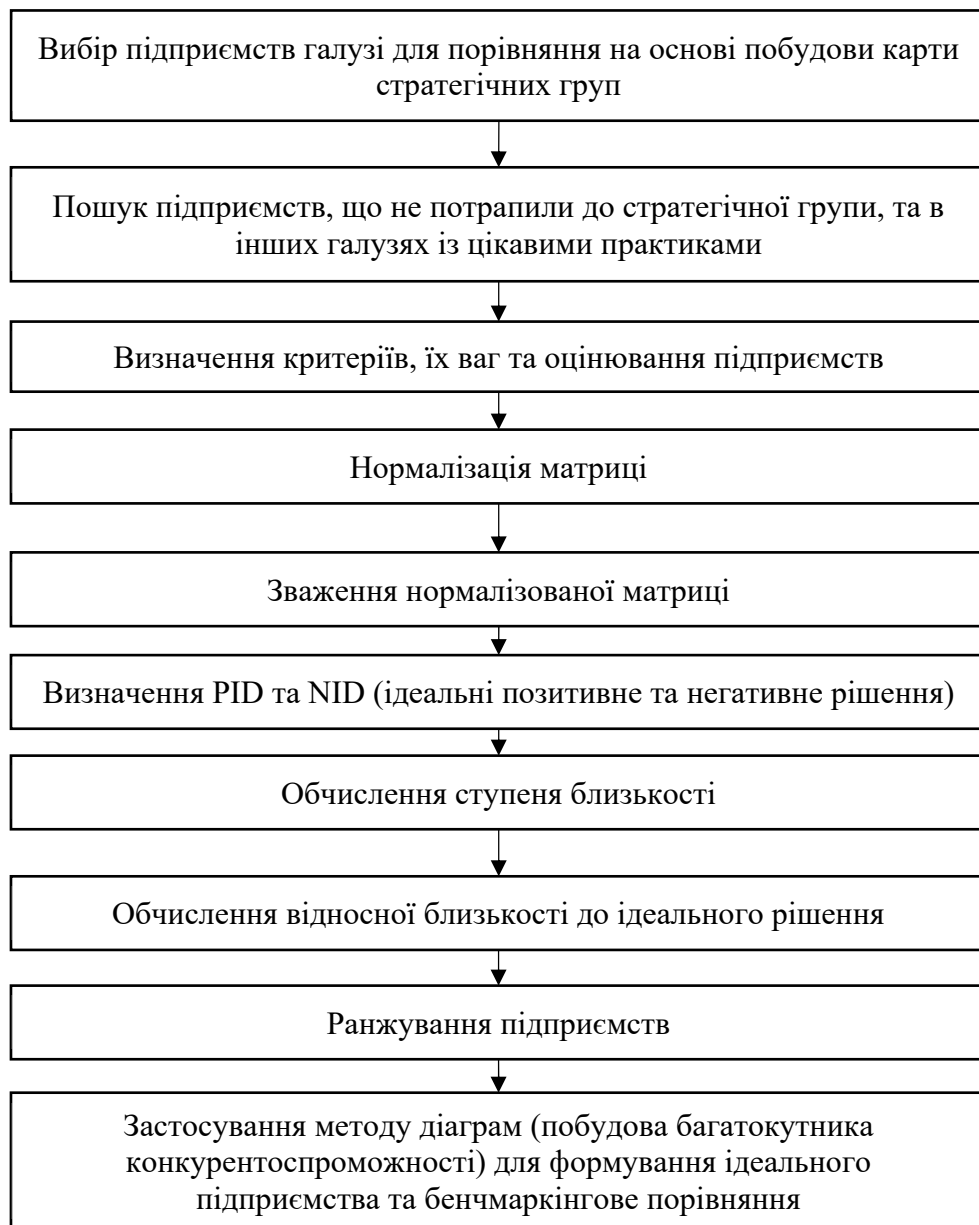 Вибір підприємств галузі для порівняння на основі побудови карти
стратегічних груп
Пошук підприємств, що не потрапили до стратегічної групи, та в
інших галузях із цікавими практиками
Визначення критеріїв, їх ваг та оцінювання підприємств
Нормалізація матриці
Зваження нормалізованої матриці
Визначення PID та NID (ідеальні позитивне та негативне рішення)
Обчислення ступеня близькості
Обчислення відносної близькості до ідеального рішення
Ранжування підприємств
Застосування методу діаграм (побудова багатокутника
конкурентоспроможності) для формування ідеального
підприємства та бенчмаркінгове порівняння